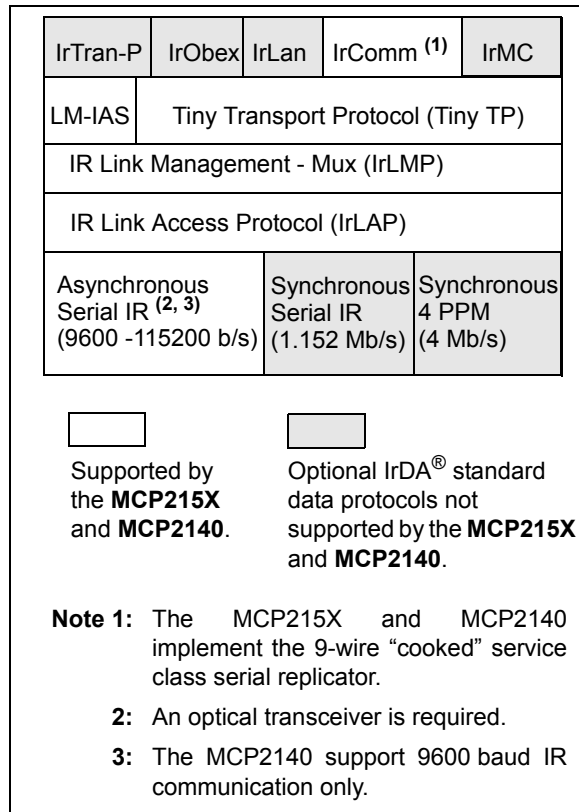 IrTran-P IrObex IrLan IrComm (1) IrMC
LM-IAS Tiny Transport Protocol (Tiny TP)
IR Link Management - Mux (IrLMP)
IR Link Access Protocol (IrLAP)
Asynchronous
Serial IR (2, 3)
(9600 -115200 b/s)
Synchronous
Serial IR
(1.152 Mb/s)
Synchronous
4 PPM
(4 Mb/s)
Supported by
the MCP215X
and MCP2140.
Optional IrDA® standard
data protocols not
supported by the MCP215X
and MCP2140.
Note 1: The MCP215X and MCP2140
implement the 9-wire “cooked” service
class serial replicator.
2: An optical transceiver is required.
3: The MCP2140 support 9600 baud IR
communication only.